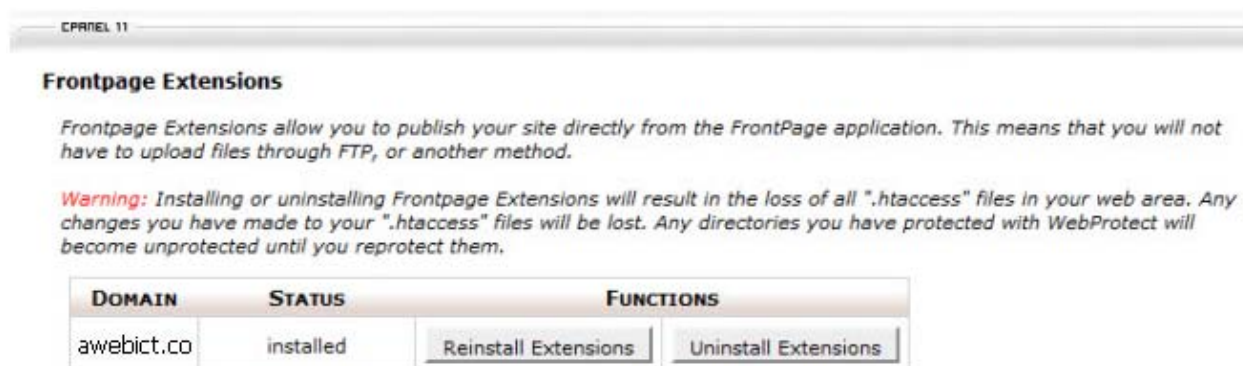 CPANEL 11
Frontpage Extensions
Frontpage Extensions allow you to publish your site directly from the FrontPage application. This means that you will not
have to upload files through FTP, or another method.
Warning: Installing or uninstalling Frontpage Extensions will result in the loss of all ".htaccess" files in your web area. Any
changes you have made to your ".htaccess" files will be lost. Any directories you have protected with WebProtect will
become unprotected until you reprotect them.
DOMAIN STATUS FUNCTIONS
awebict.co installed Reinstall Extensions Uninstall Extensions